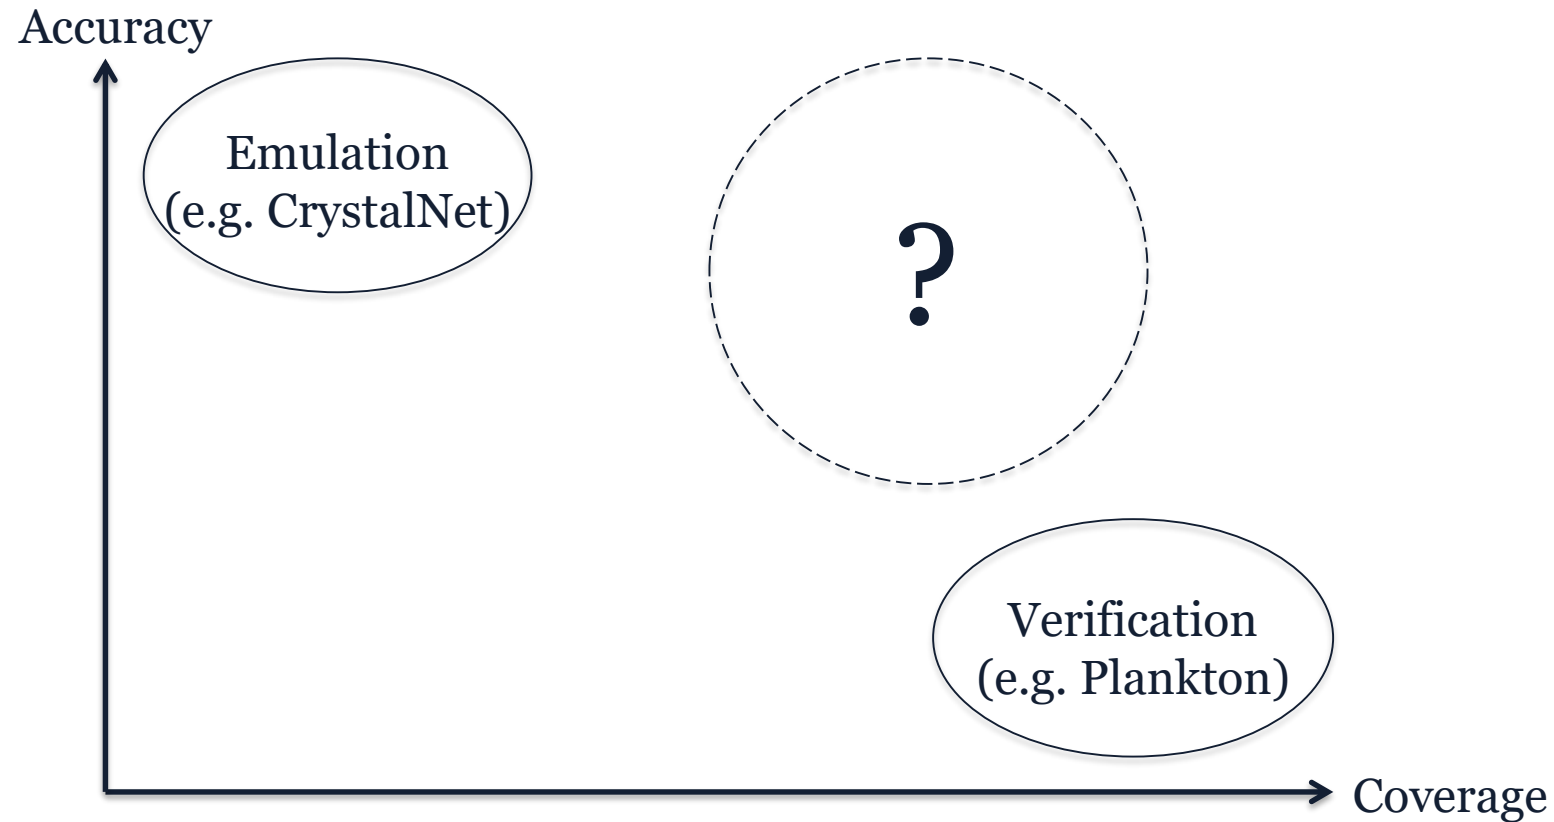 Accuracy
Emulation
(e.g. CrystalNet)
?
Verification
(e.g. Plankton)
Coverage